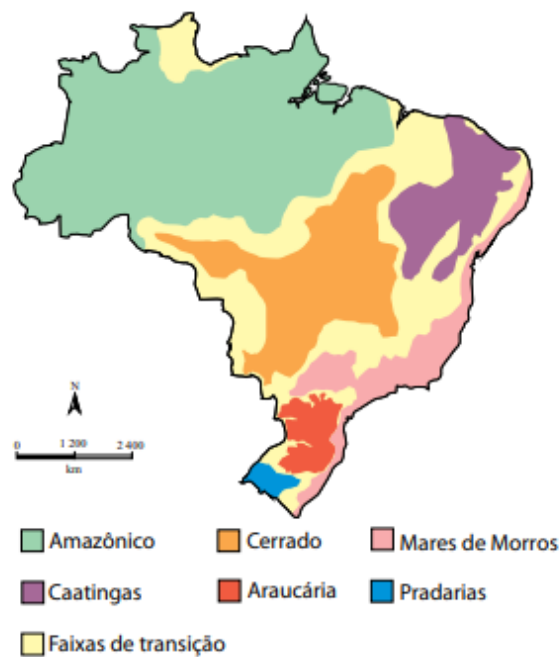 N
0 1 200 2 400
km
Amazônico Cerrado Mares de Morros
Caatingas Araucária Pradarias
Faixas de transição